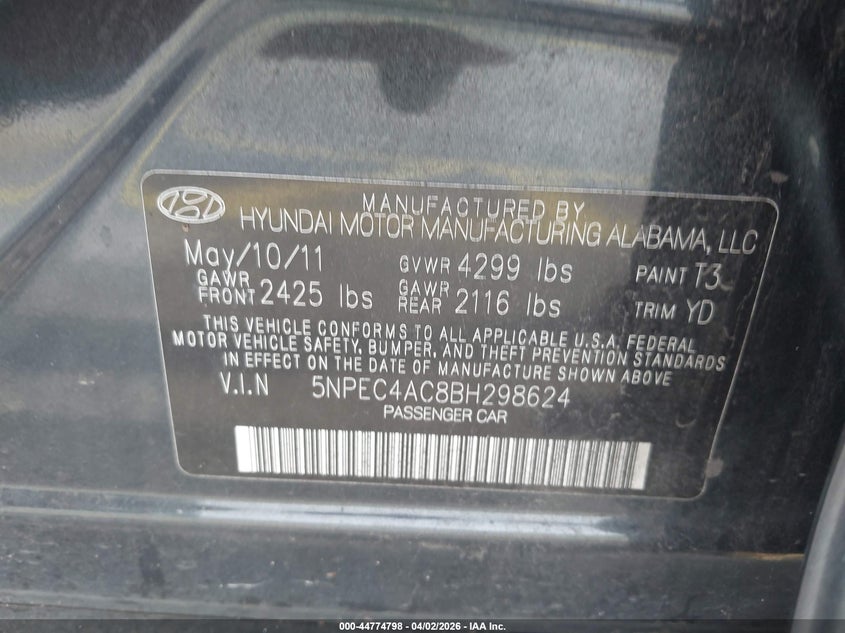 MANUFACTURED BY
HYUNDAI MOTOR MANUFACTURING ALABAMA, LLC
May/10/11 GVWR 4299 lbs PAINT T3
GAWR FRONT 2425 lbs GAWR REAR 2116 lbs TRIM YD
THIS VEHICLE CONFORMS TO ALL APPLICABLE U.S.A. FEDERAL
MOTOR VEHICLE SAFETY, BUMPER, AND THEFT PREVENTION STANDARDS
IN EFFECT ON THE DATE OF MANUFACTURE SHOWN ABOVE
V.I.N 5NPEC4AC8BH298624
PASSENGER CAR
000-44774798 - 04/02/2026 - IAA Inc.